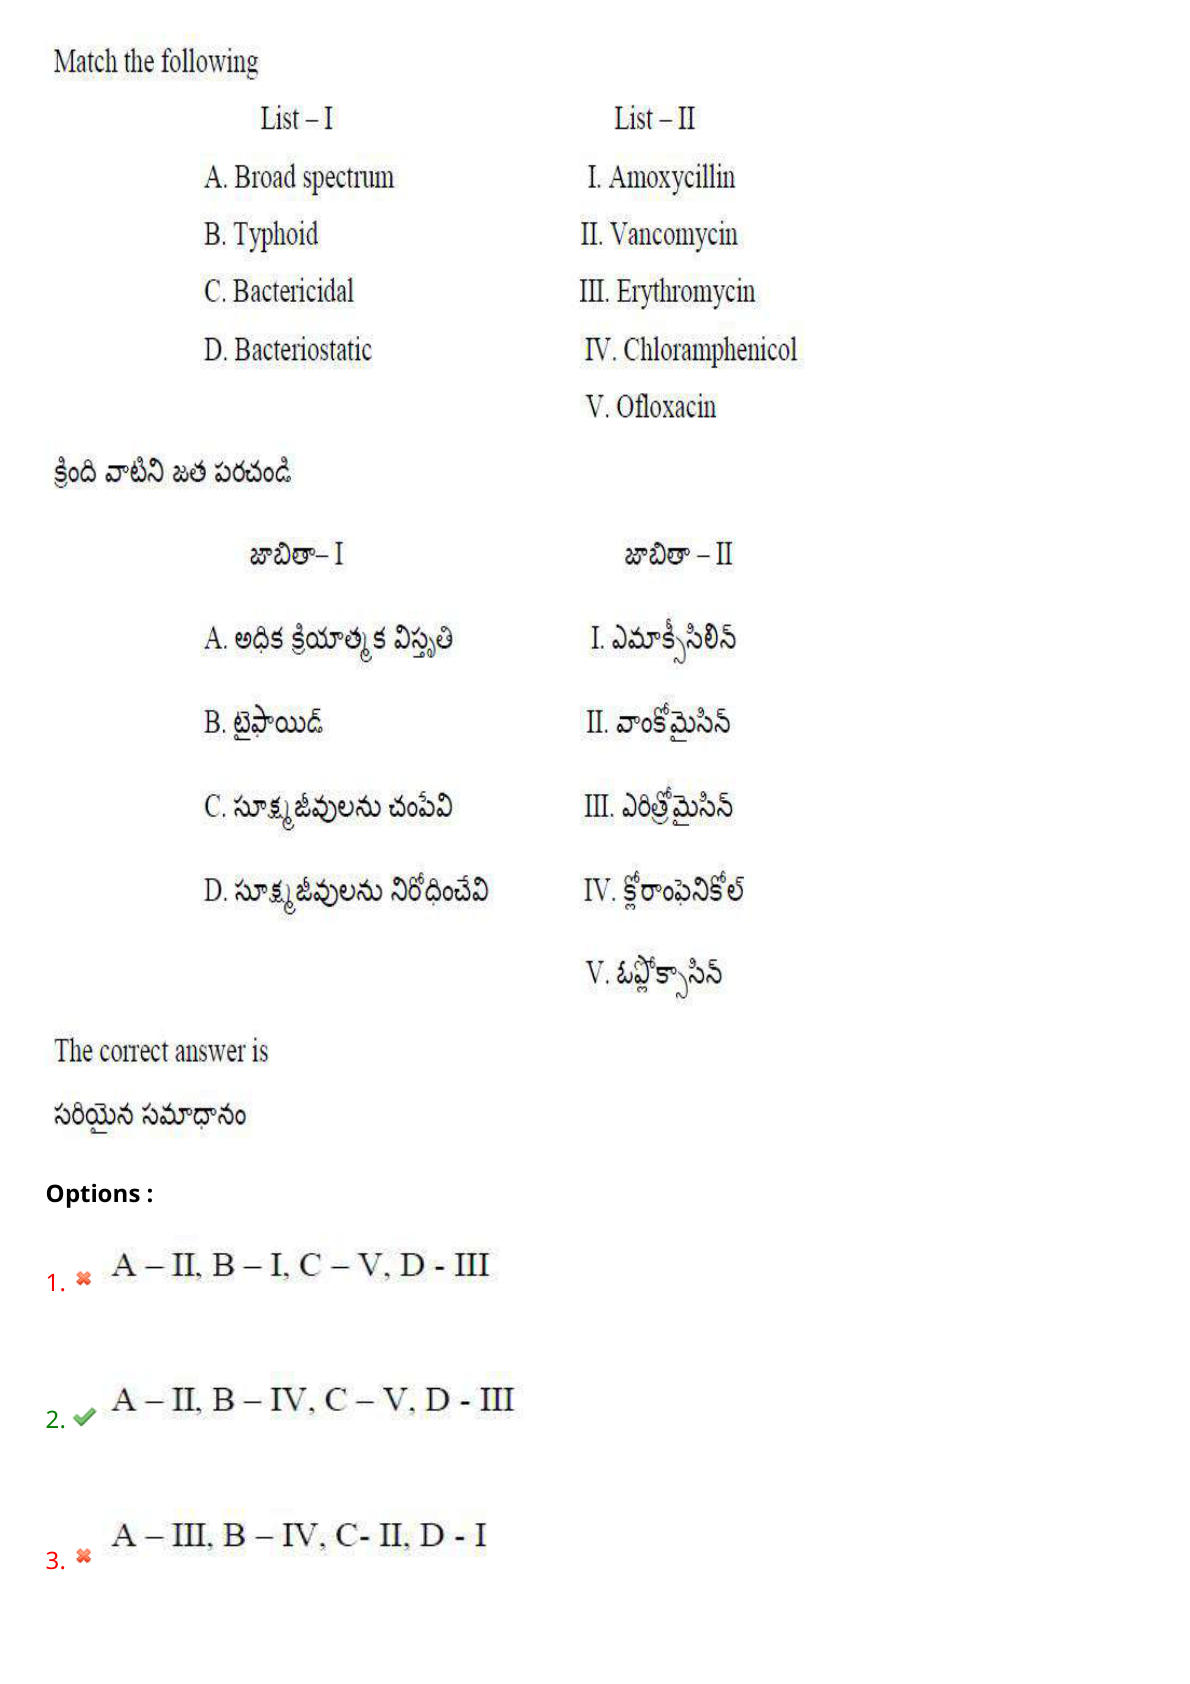 Match the following
List – I List – II
A. Broad spectrum I. Amoxycillin
B. Typhoid II. Vancomycin
C. Bactericidal III. Erythromycin
D. Bacteriostatic IV. Chloramphenicol
V. Ofloxacin
క్రింది వాటిని జత పరచండి
జాబితా– I జాబితా – II
A. అధిక క్రియాత్మక విస్తృతి I. ఎమాక్సీసిలిన్
B. టైఫాయిడ్ II. వాంకోమైసిన్
C. సూక్ష్మజీవులను చంపేవి III. ఎరిత్రోమైసిన్
D. సూక్ష్మజీవులను నిరోధించేవి IV. క్లోరాంఫెనికోల్
V. ఓఫ్లోక్సాసిన్
The correct answer is
సరియైన సమాధానం
Options :
1. A – II, B – I, C – V, D - III
2. A – II, B – IV, C – V, D - III
3. A – III, B – IV, C- II, D - I